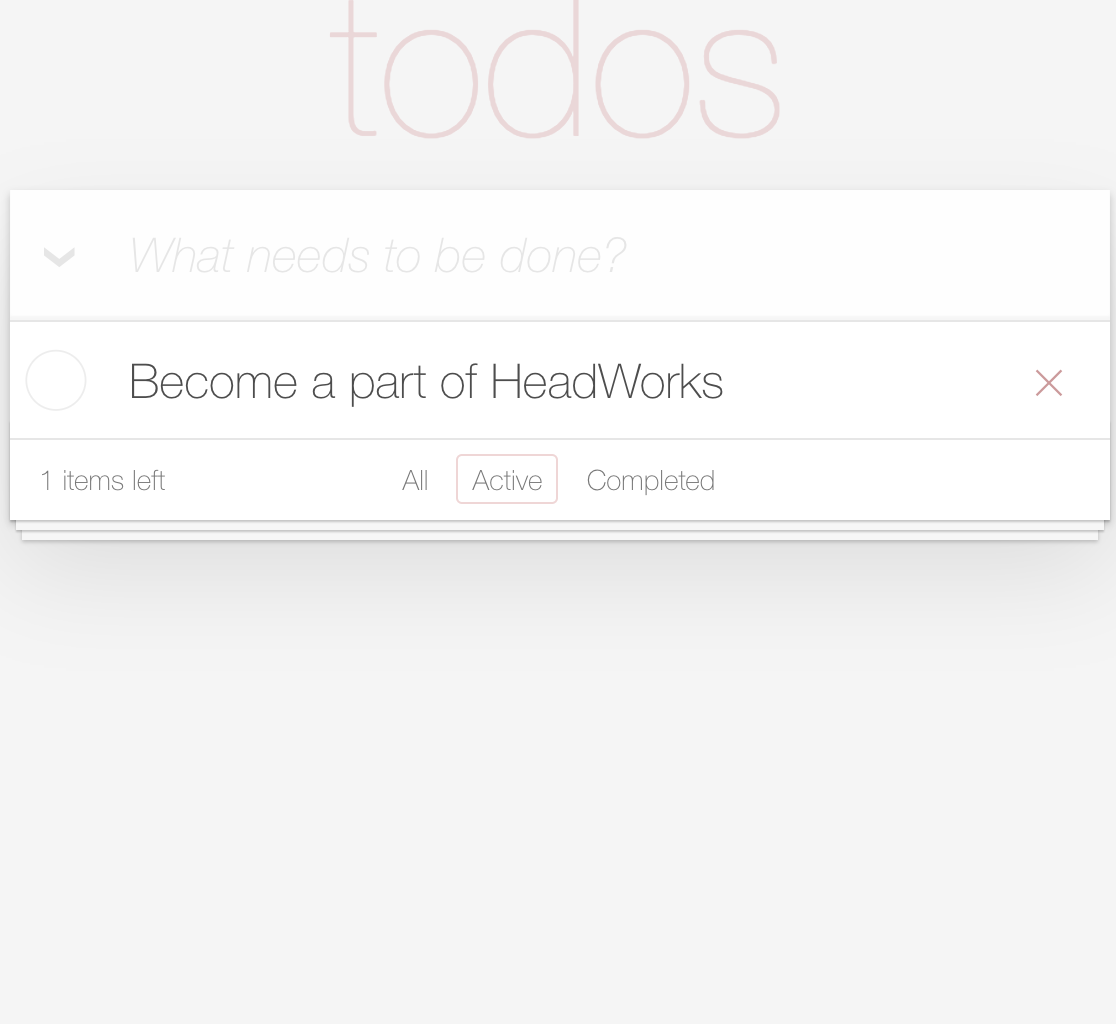 todos
What needs to be done?
Become a part of HeadWorks
1 items left All Active Completed